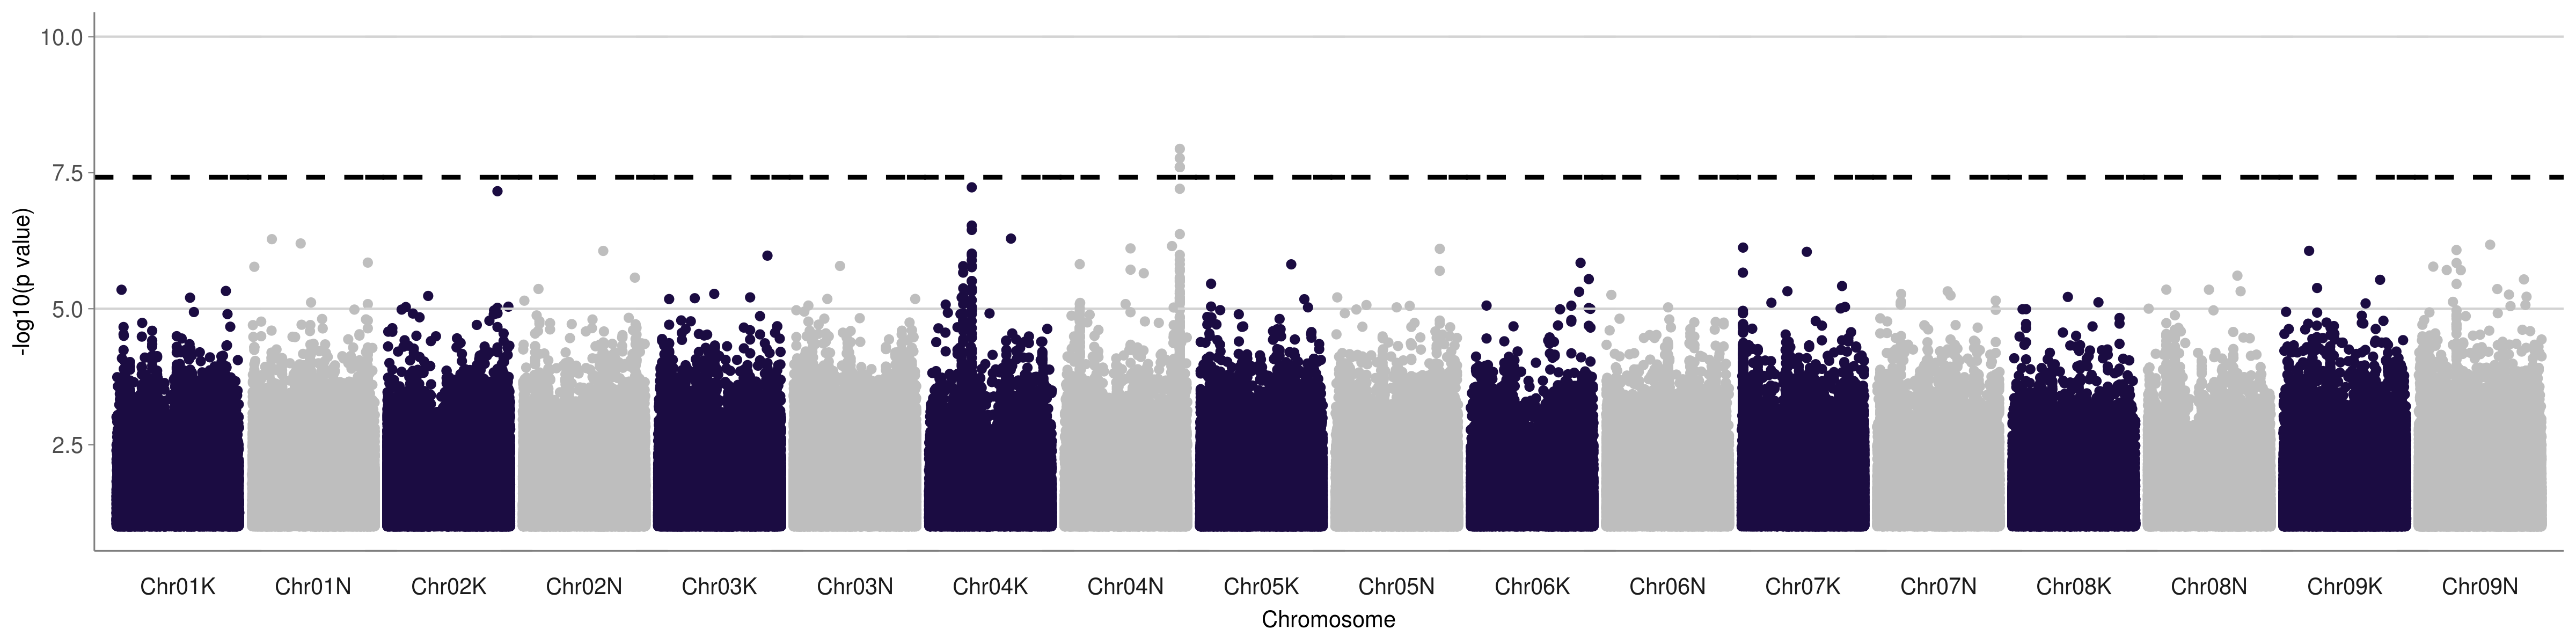 10.0
7.5
5.0
2.5
-log10(p value)
Chr01K Chr01N Chr02K Chr02N Chr03K Chr03N Chr04K Chr04N Chr05K Chr05N Chr06K Chr06N Chr07K Chr07N Chr08K Chr08N Chr09K Chr09N
Chromosome